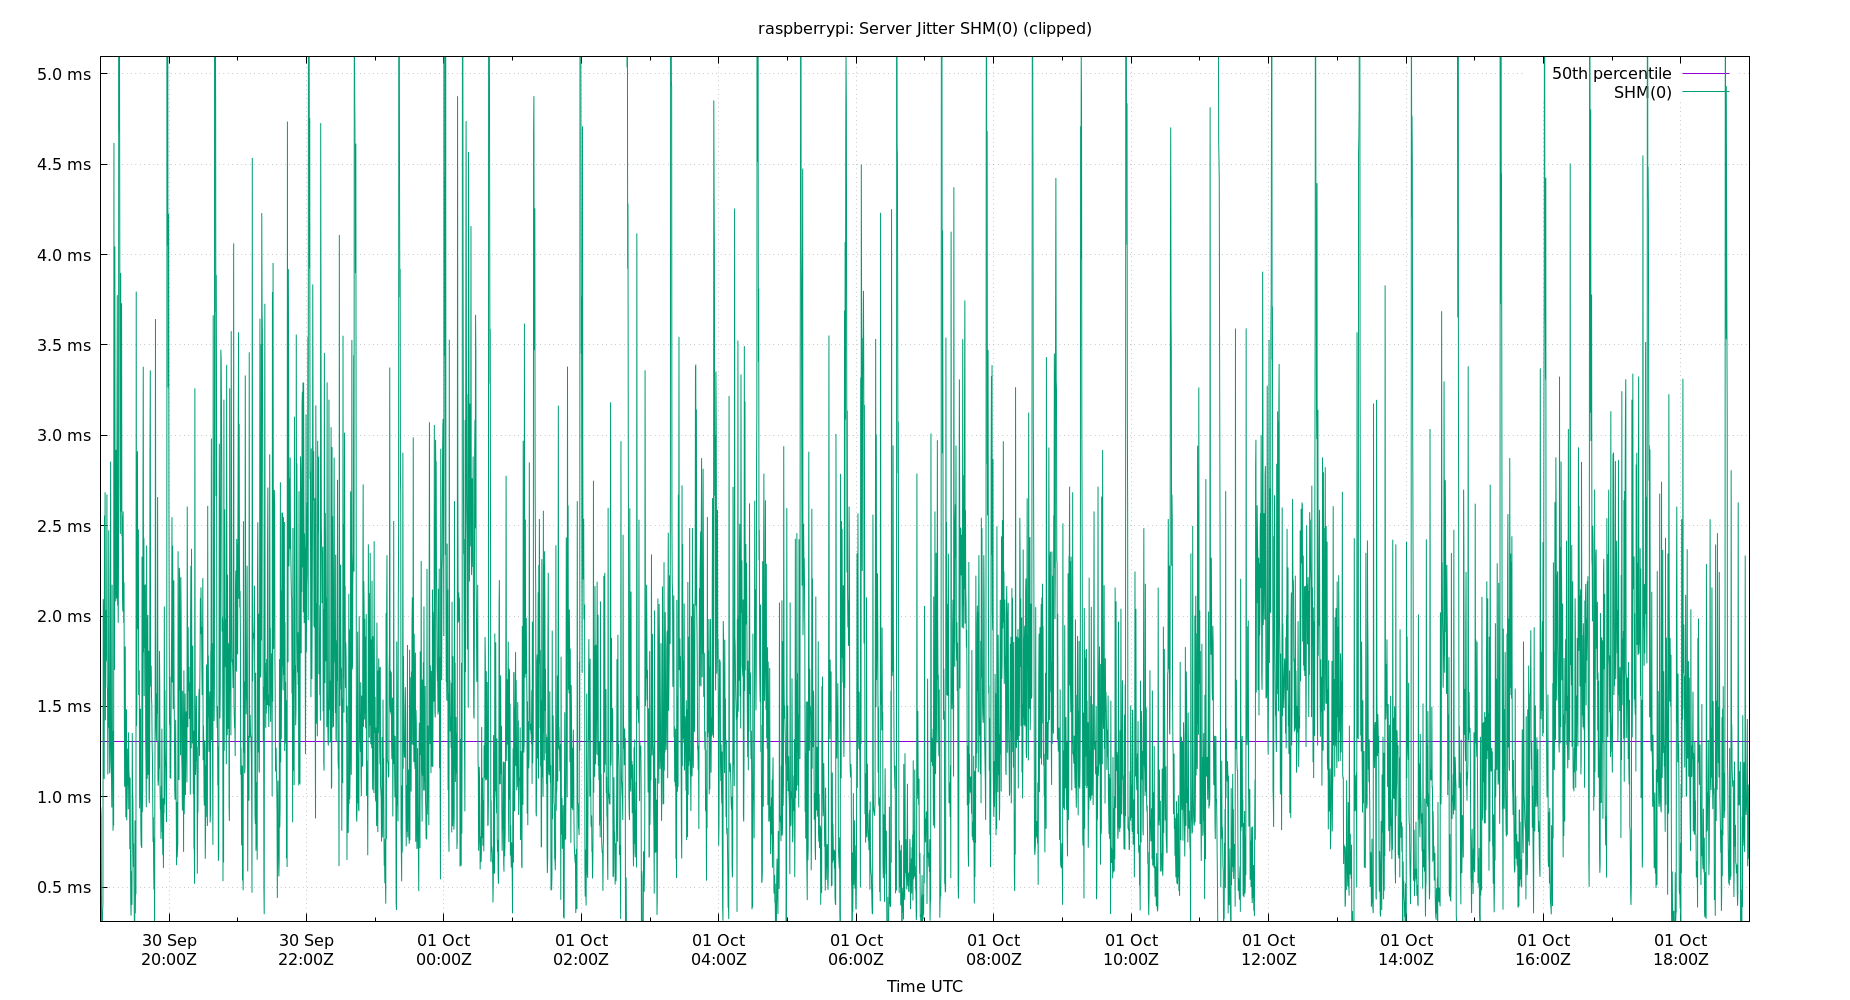 raspberrypi: Server Jitter SHM(0) (clipped)
5.0 ms
4.5 ms
4.0 ms
3.5 ms
3.0 ms
2.5 ms
2.0 ms
1.5 ms
1.0 ms
0.5 ms
50th percentile
SHM(0)
30 Sep 30 Sep 01 Oct 01 Oct 01 Oct 01 Oct 01 Oct 01 Oct 01 Oct 01 Oct 01 Oct 01 Oct
20:00Z 22:00Z 00:00Z 02:00Z 04:00Z 06:00Z 08:00Z 10:00Z 12:00Z 14:00Z 16:00Z 18:00Z
Time UTC